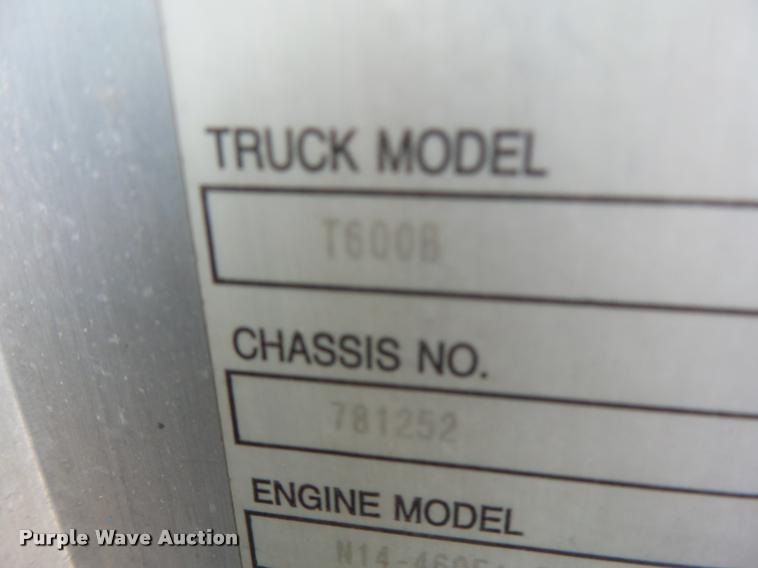 TRUCK MODEL
T600B
CHASSIS NO.
781252
ENGINE MODEL
Purple Wave Auction